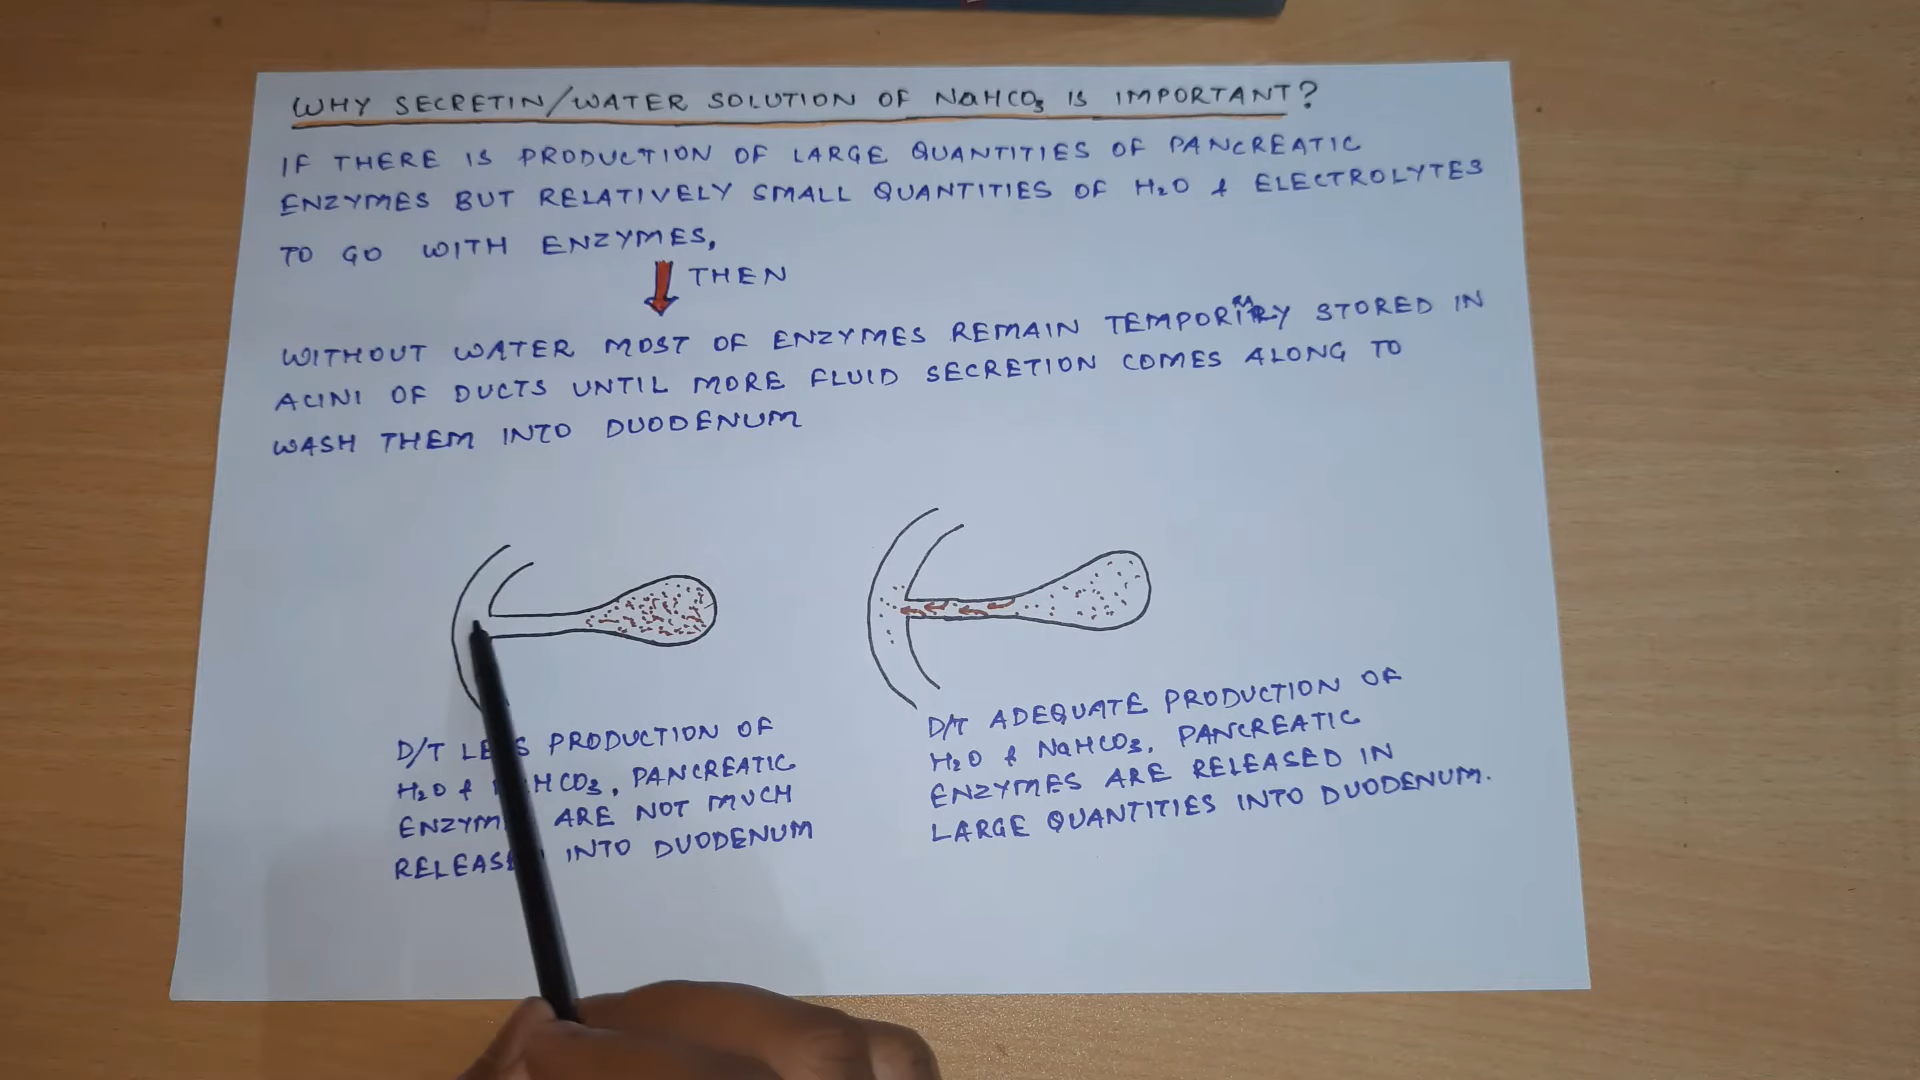 WHY SECRETIN/WATER SOLUTION OF NaHCO3 IS IMPORTANT?
IF THERE IS PRODUCTION OF LARGE QUANTITIES OF PANCREATIC
ENZYMES BUT RELATIVELY SMALL QUANTITIES OF H2O & ELECTROLYTES
TO GO WITH ENZYMES,
THEN
WITHOUT WATER MOST OF ENZYMES REMAIN STORED IN
ACINI OF DUCTS UNTIL MORE FLUID SECRETION COMES ALONG TO
WASH THEM INTO DUODENUM
D/T PRODUCTION OF
H2O & HCO3, PANCREATIC
ARE NOT MUCH
INTO DUODENUM
D/T ADEQUATE PRODUCTION OF
H2O & NaHCO3, PANCREATIC
ENZYMES ARE RELEASED IN
LARGE QUANTITIES INTO DUODENUM.